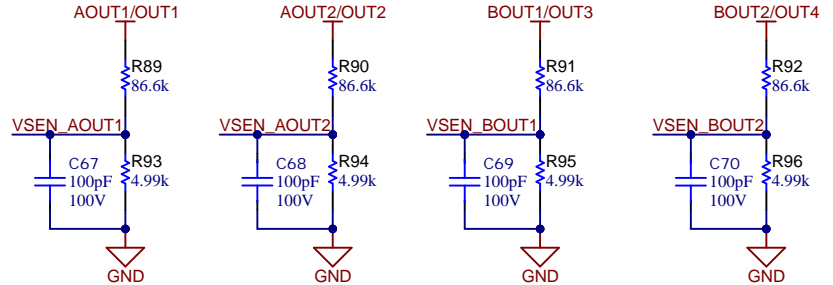 AOUT1/OUT1
AOUT2/OUT2
BOUT1/OUT3
BOUT2/OUT4
R89
86.6k
R90
86.6k
R91
86.6k
R92
86.6k
VSEN_AOUT1
VSEN_AOUT2
VSEN_BOUT1
VSEN_BOUT2
C67
100pF
100V
R93
4.99k
C68
100pF
100V
R94
4.99k
C69
100pF
100V
R95
4.99k
C70
100pF
100V
R96
4.99k
GND
GND
GND
GND